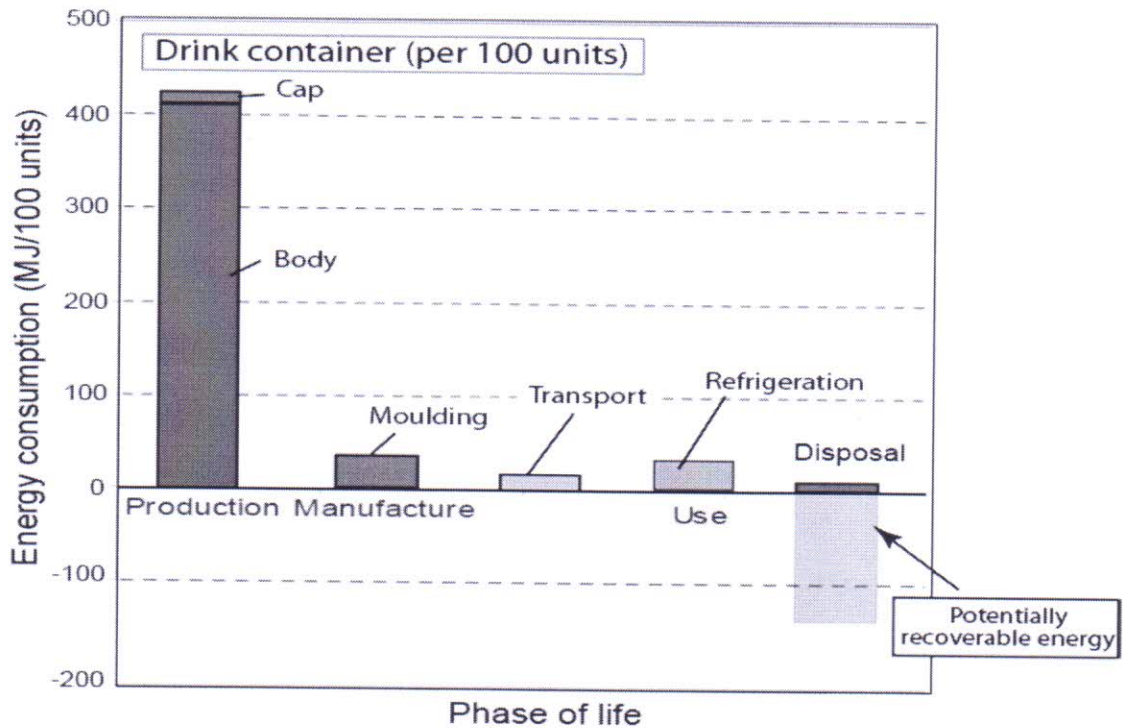 500
Drink container (per 100 units)
Cap
400
300
Body
200
100
Moulding
Transport
Refrigeration
Disposal
0
Production
Manufacture
Use
-100
Potentially
recoverable energy
-200
Energy consumption (MJ/100 units)
Phase of life